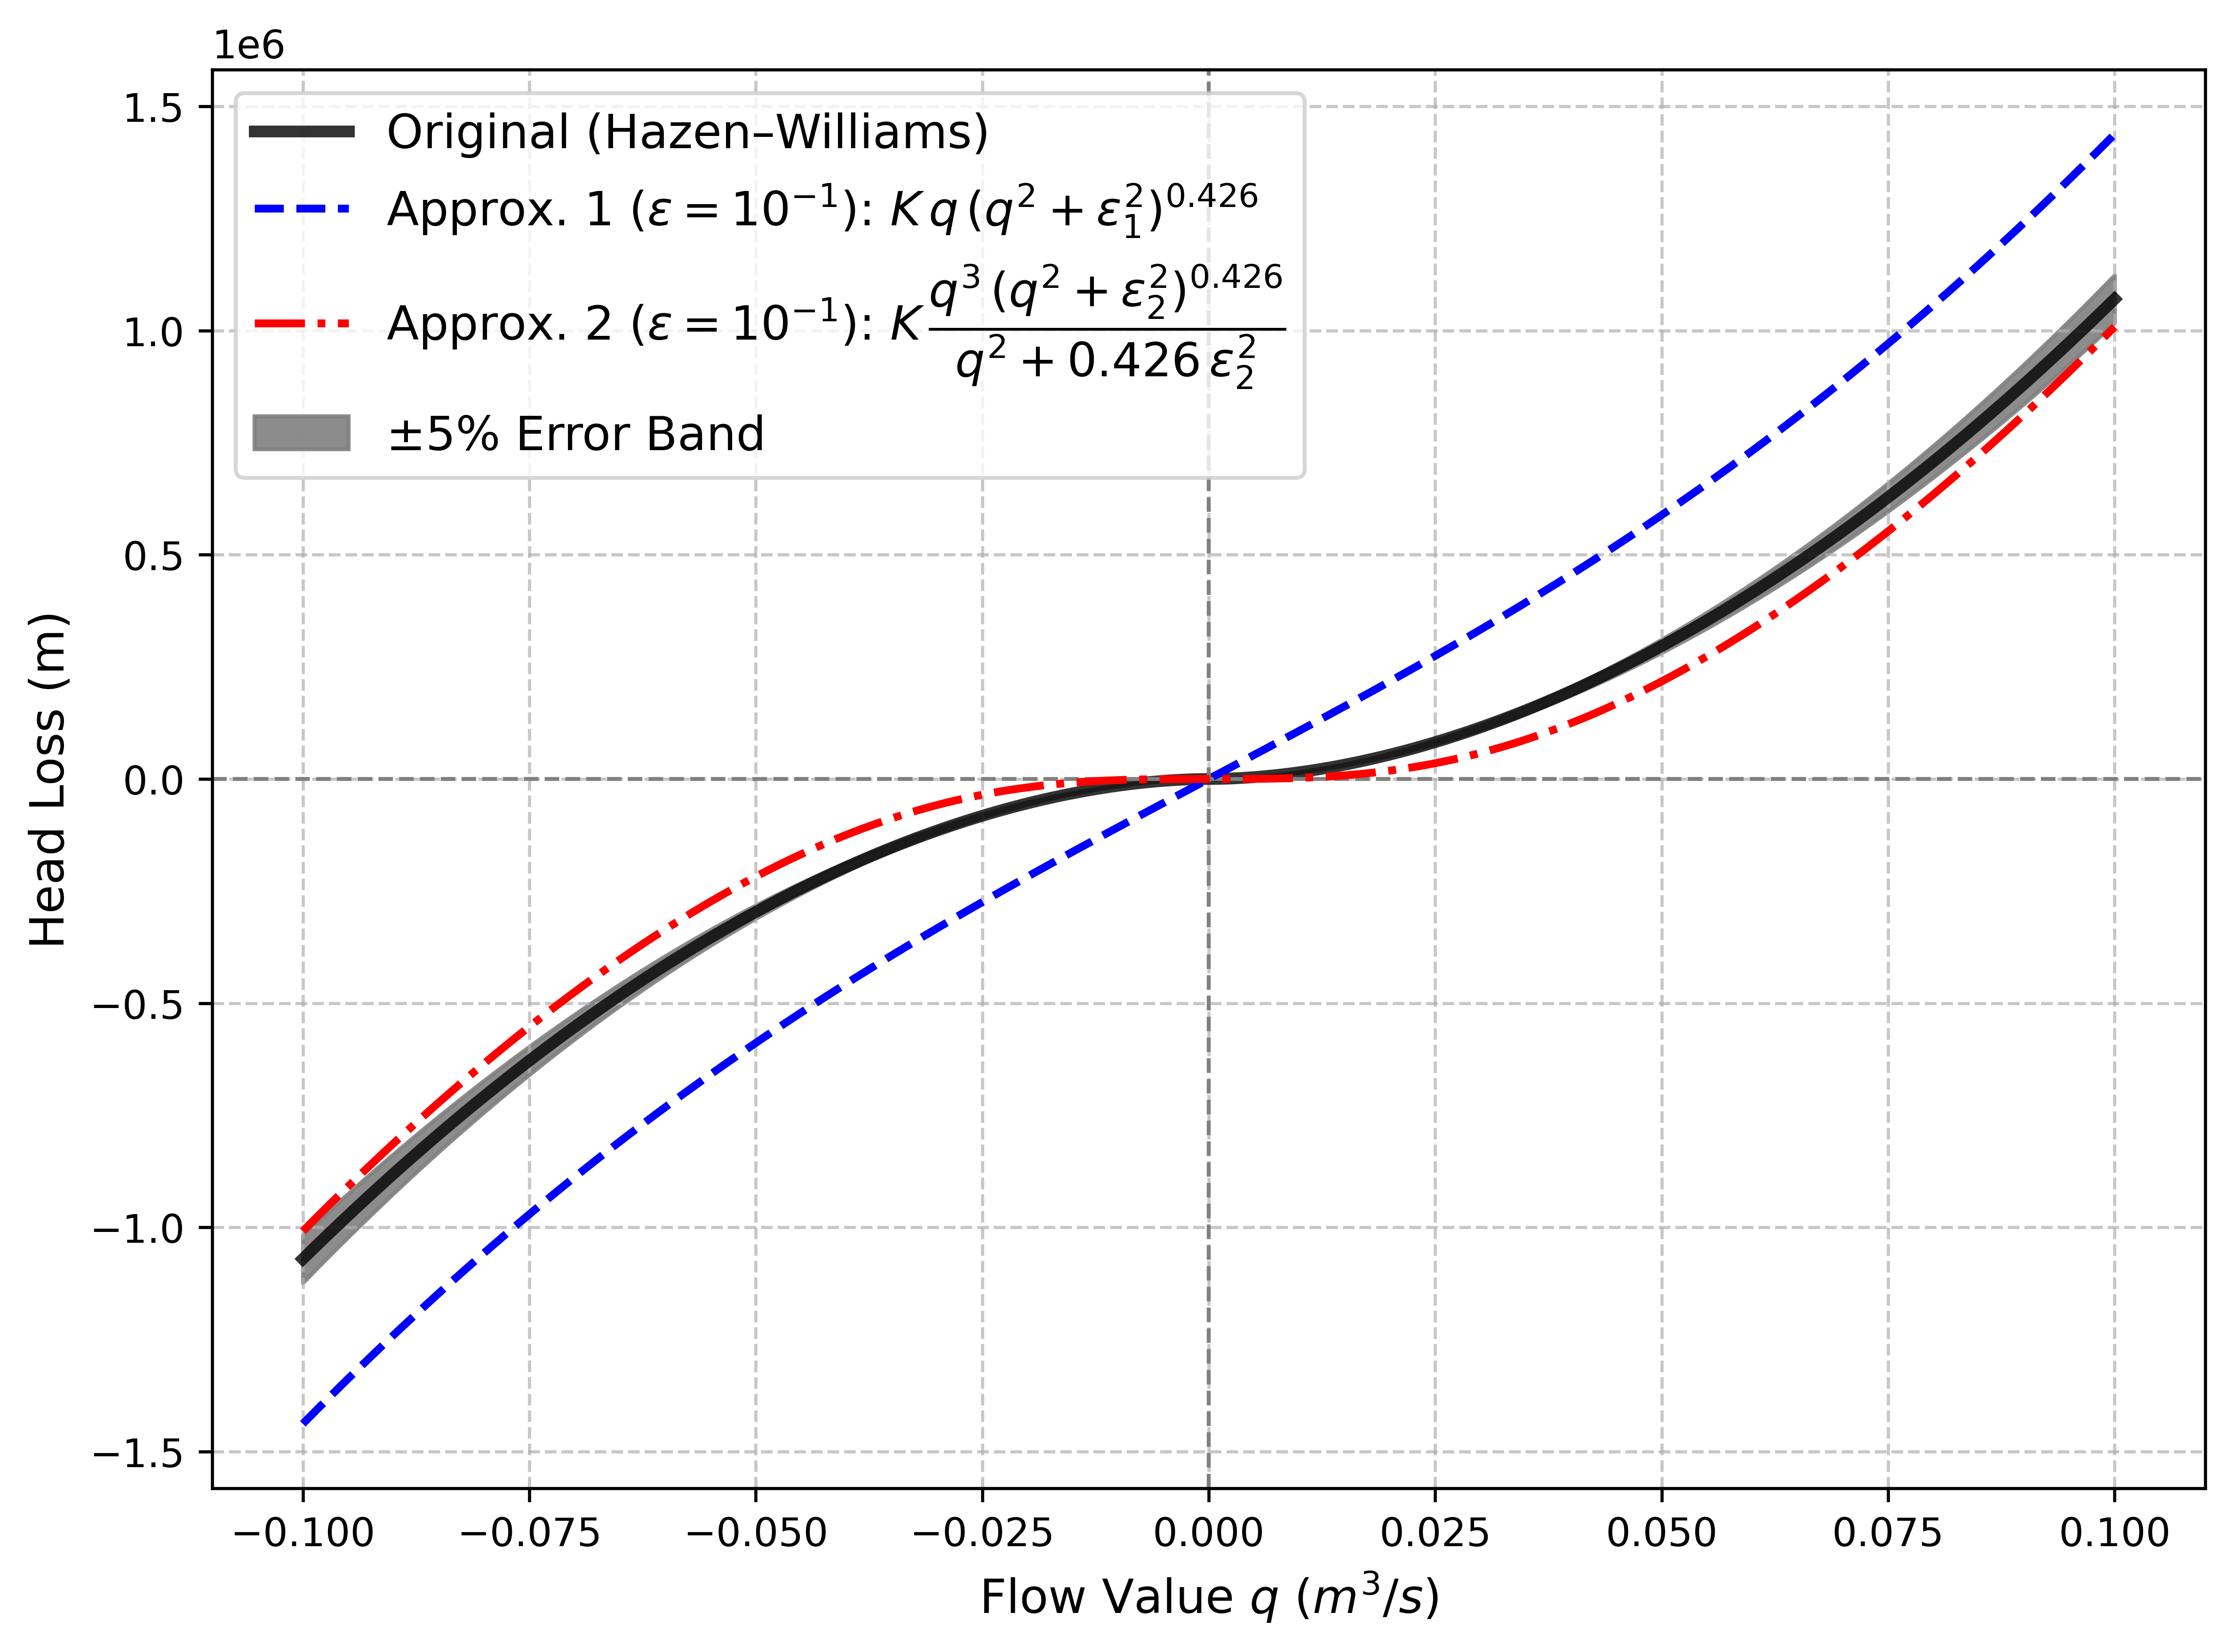 1e6
1.5
1.0
0.5
0.0
−0.5
−1.0
−1.5
Head Loss (m)
Original (Hazen–Williams)
Approx. 1 (ε = 10⁻¹): K q (q² + ε₁²)^0.426
Approx. 2 (ε = 10⁻¹): K q³ (q² + ε₂²)^0.426 / q² + 0.426 ε₂²
±5% Error Band
−0.100 −0.075 −0.050 −0.025 0.000 0.025 0.050 0.075 0.100
Flow Value q (m³/s)